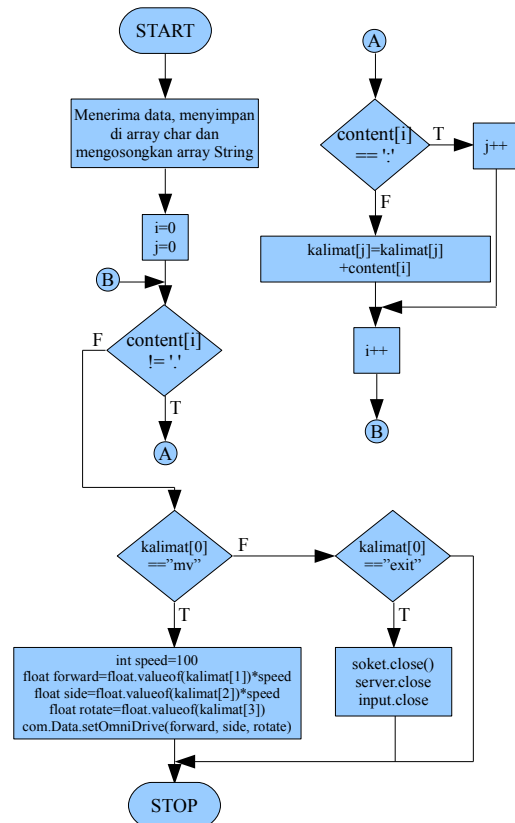 START
Menerima data, menyimpan
di array char dan
mengosongkan array String
i=0
j=0
B
content[i]
!= '.'
F
T
A
A
content[i]
== ':'
T
j++
F
kalimat[j]=kalimat[j]
+content[i]
i++
B
kalimat[0]
==”mv”
F
T
kalimat[0]
==”exit”
T
int speed=100
float forward=float.valueof(kalimat[1])*speed
float side=float.valueof(kalimat[2])*speed
float rotate=float.valueof(kalimat[3])
com.Data.setOmniDrive(forward, side, rotate)
soket.close()
server.close
input.close
STOP